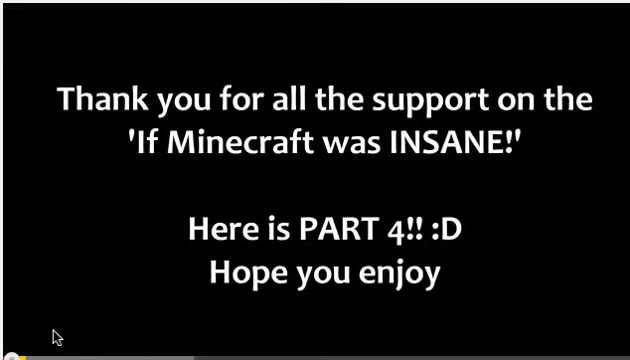 Thank you for all the support on the
'If Minecraft was INSANE!'
Here is PART 4!! :D
Hope you enjoy